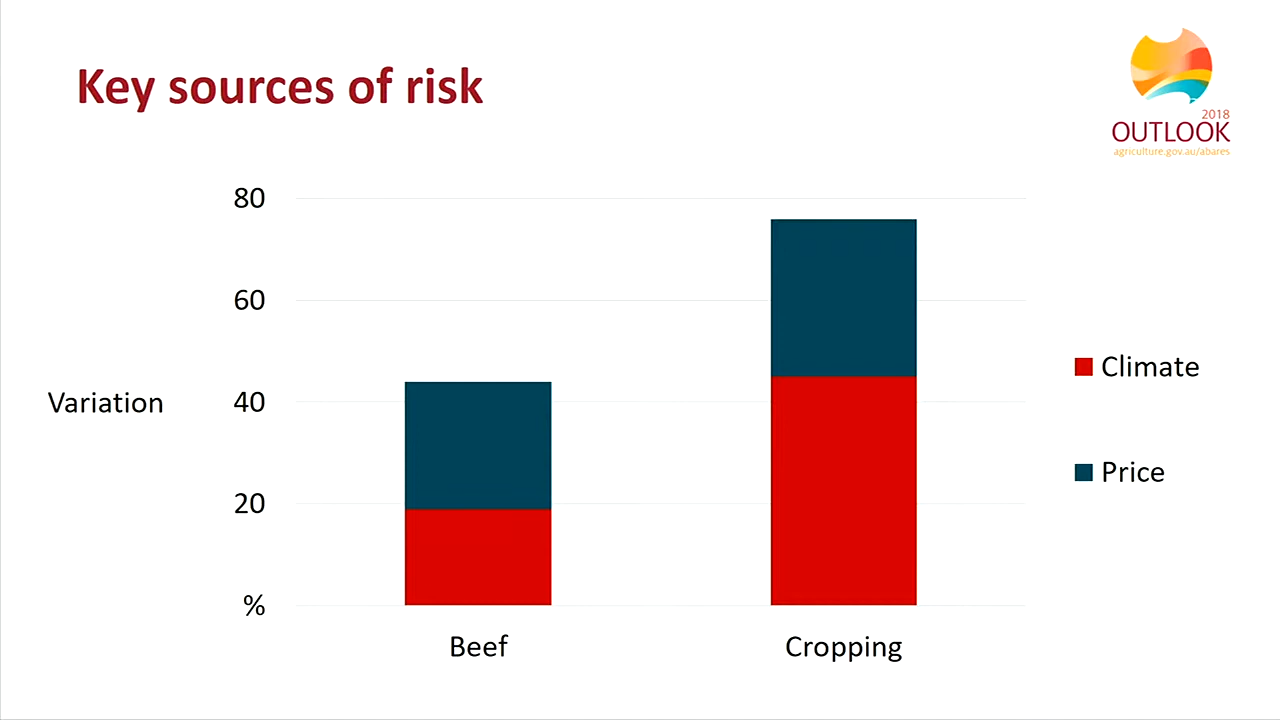 Key sources of risk
2018
OUTLOOK
agriculture.gov.au/abares
80
60
Variation
40
20
%
Beef
Cropping
Climate
Price